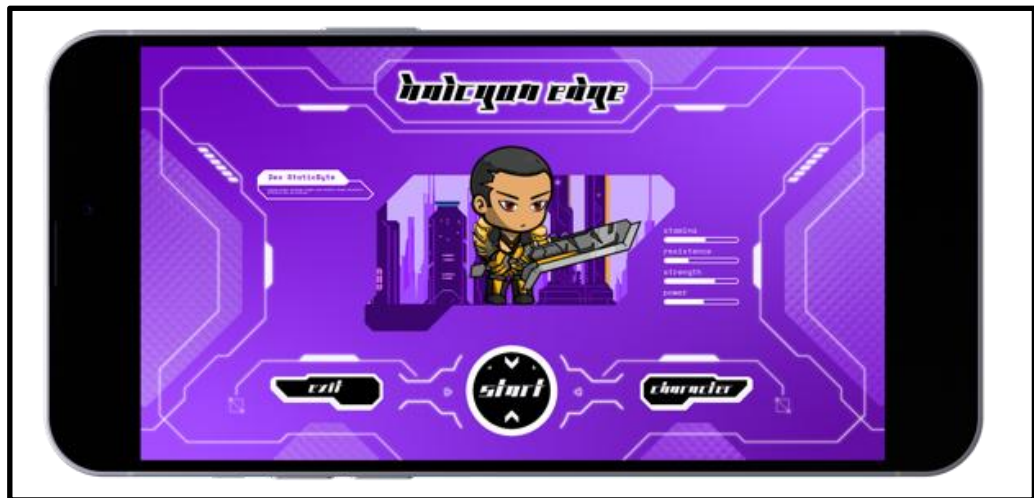 halcyon edge
Dex StaticByte
stamina
resistance
strength
power
exit
start
character